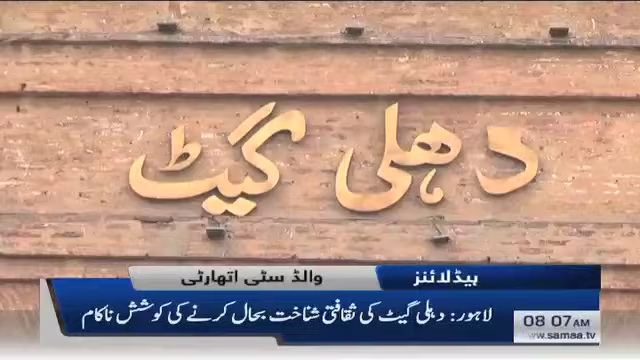 دھلی گیٹ
ہیڈلائنز
والڈ سٹی اتھارٹی
لاہور: دہلی گیٹ کی ثقافتی شناخت بحال کرنے کی کوشش ناکام
08 07 AM
www.samaa.tv